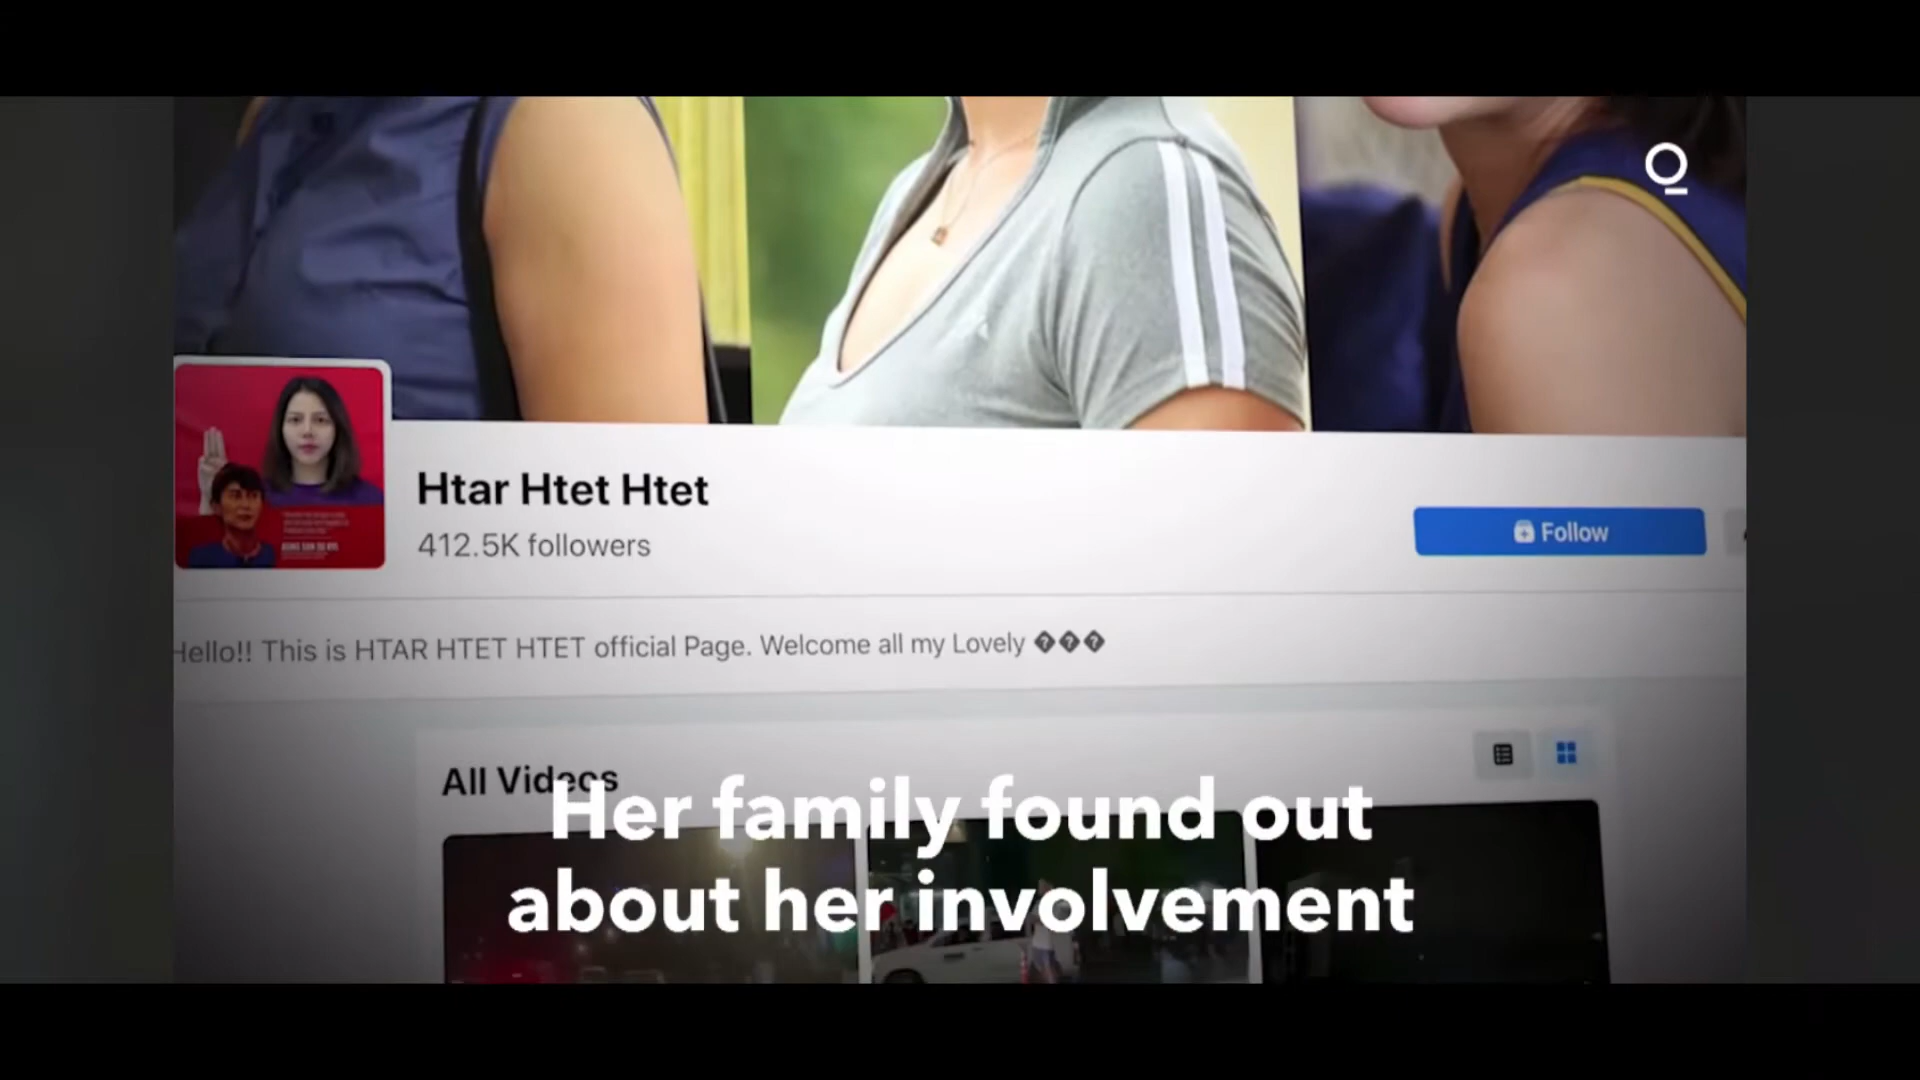 Htar Htet Htet
412.5K followers
Follow
Hello!! This is HTAR HTET HTET official Page. Welcome all my Lovely ���
All Videos
Her family found out
about her involvement